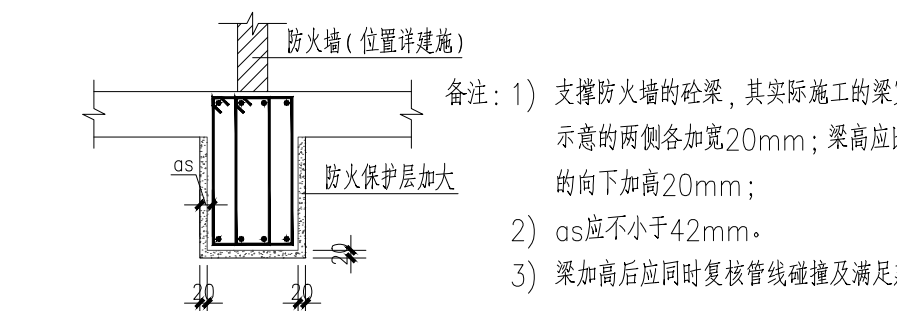 防火墙(位置详建施)
备注:1) 支撑防火墙的砼梁,其实际施工的梁
示意的两侧各加宽20mm;梁高应
的向下加高20mm;
as
防火保护层加大
2) as应不小于42mm。
20
3) 梁加高后应同时复核管线碰撞及满足
20 20